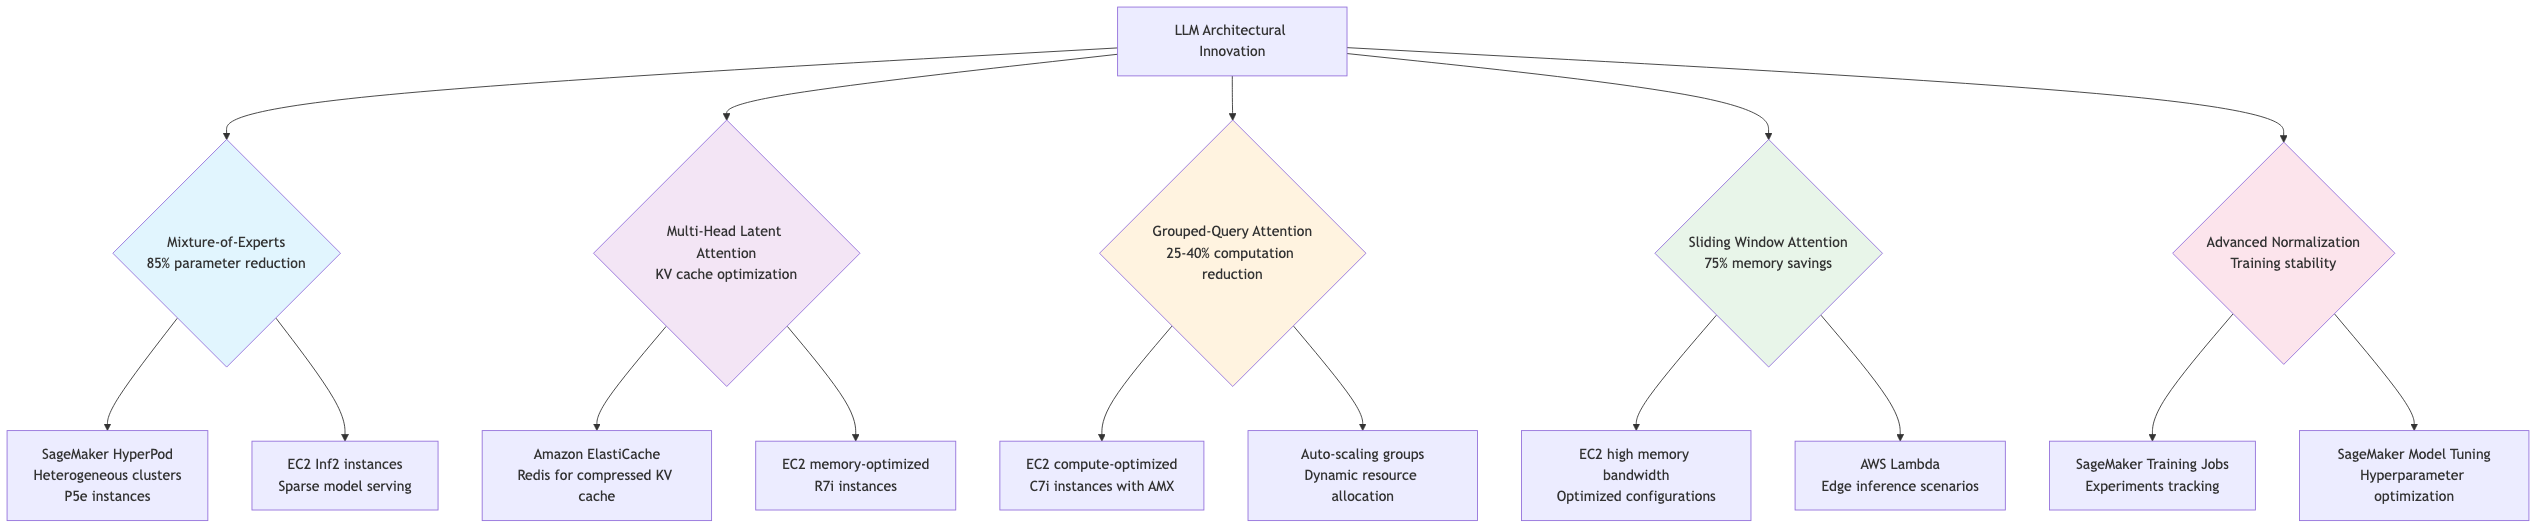 LLM Architectural
Innovation
Mixture-of-Experts
85% parameter reduction
Multi-Head Latent
Attention
KV cache optimization
Grouped-Query Attention
25-40% computation
reduction
Sliding Window Attention
75% memory savings
Advanced Normalization
Training stability
SageMaker HyperPod
Heterogeneous clusters
P5e instances
EC2 Inf2 instances
Sparse model serving
Amazon ElastiCache
Redis for compressed KV
cache
EC2 memory-optimized
R7i instances
EC2 compute-optimized
C7i instances with AMX
Auto-scaling groups
Dynamic resource
allocation
EC2 high memory
bandwidth
Optimized configurations
AWS Lambda
Edge inference scenarios
SageMaker Training Jobs
Experiments tracking
SageMaker Model Tuning
Hyperparameter
optimization